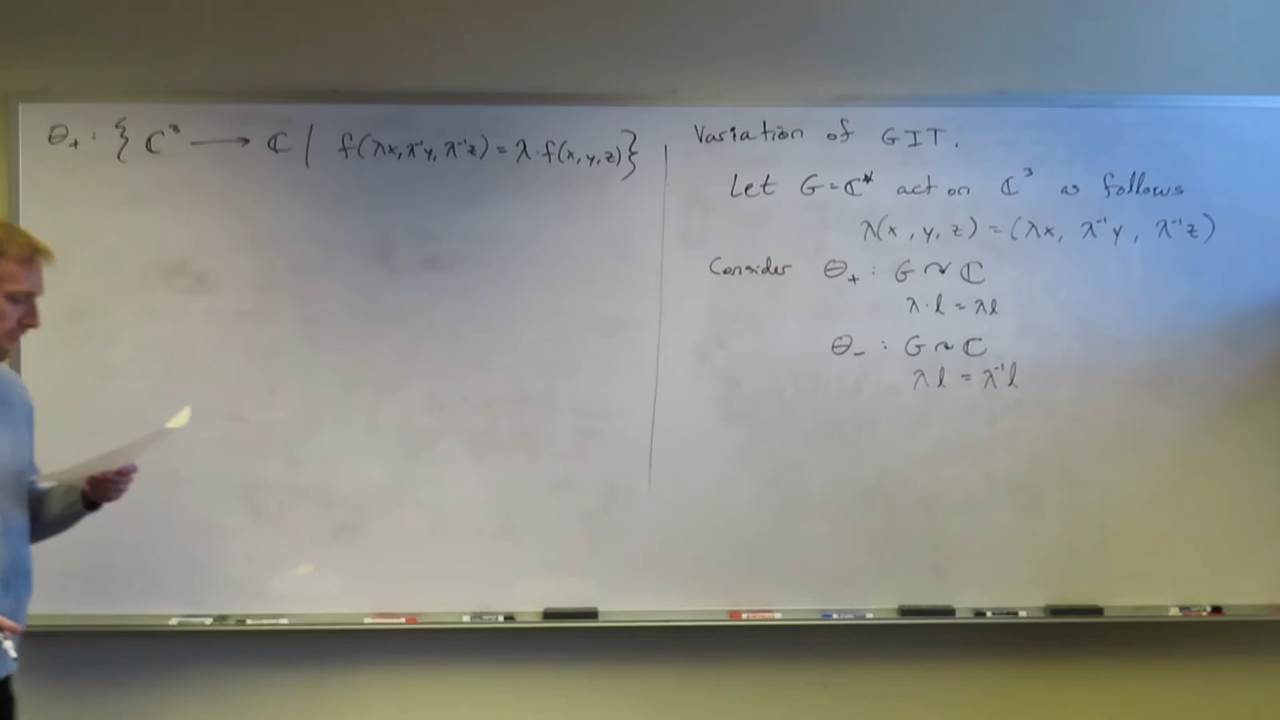 θ₊ : { ℂ³ ⟶ ℂ | f(λx, λ⁻¹y, λ⁻¹z) = λ·f(x, y, z) }
Variation of GIT.
Let G = ℂ* act on ℂ³ as follows
λ(x, y, z) = (λx, λ⁻¹y, λ⁻¹z)
Consider θ₊ : G ↷ ℂ
λ·l = λl
θ₋ : G ↷ ℂ
λ l = λ⁻¹l